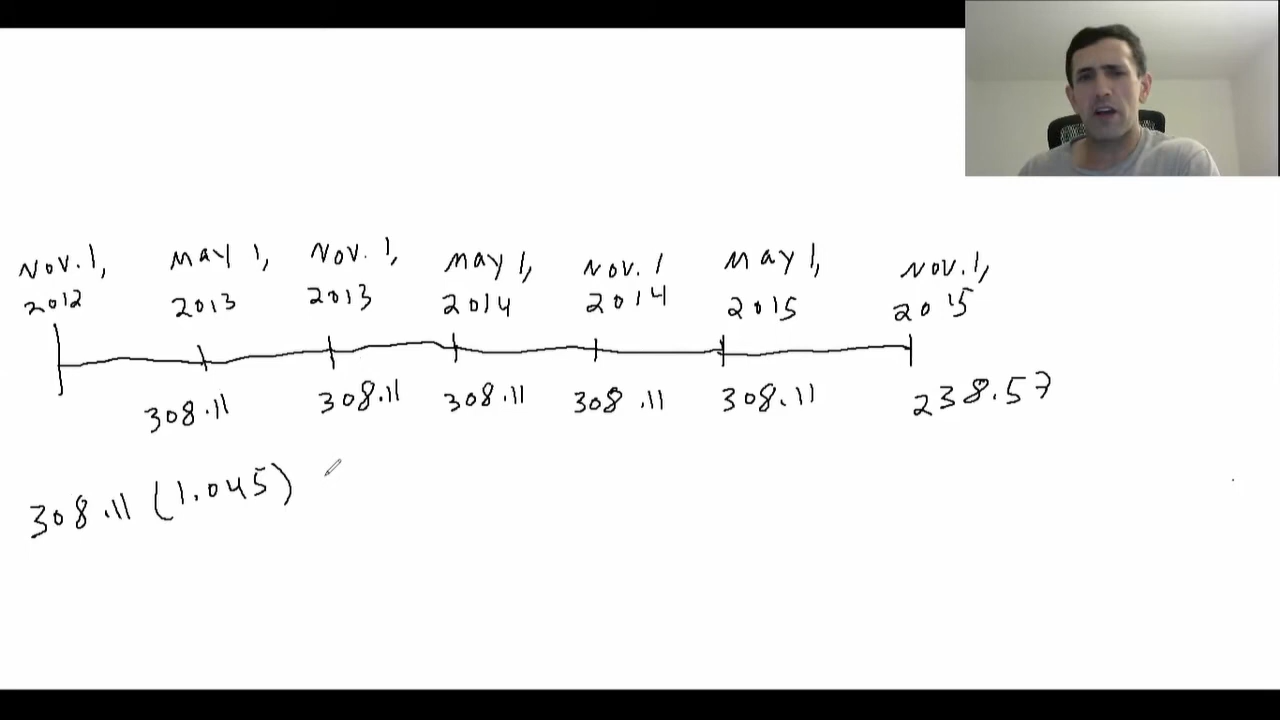 Nov. 1, May 1, Nov. 1, May 1, Nov. 1 May 1, Nov. 1,
2012 2013 2013 2014 2014 2015 2015
308.11 308.11 308.11 308.11 308.11 238.57
308.11 (1.045)